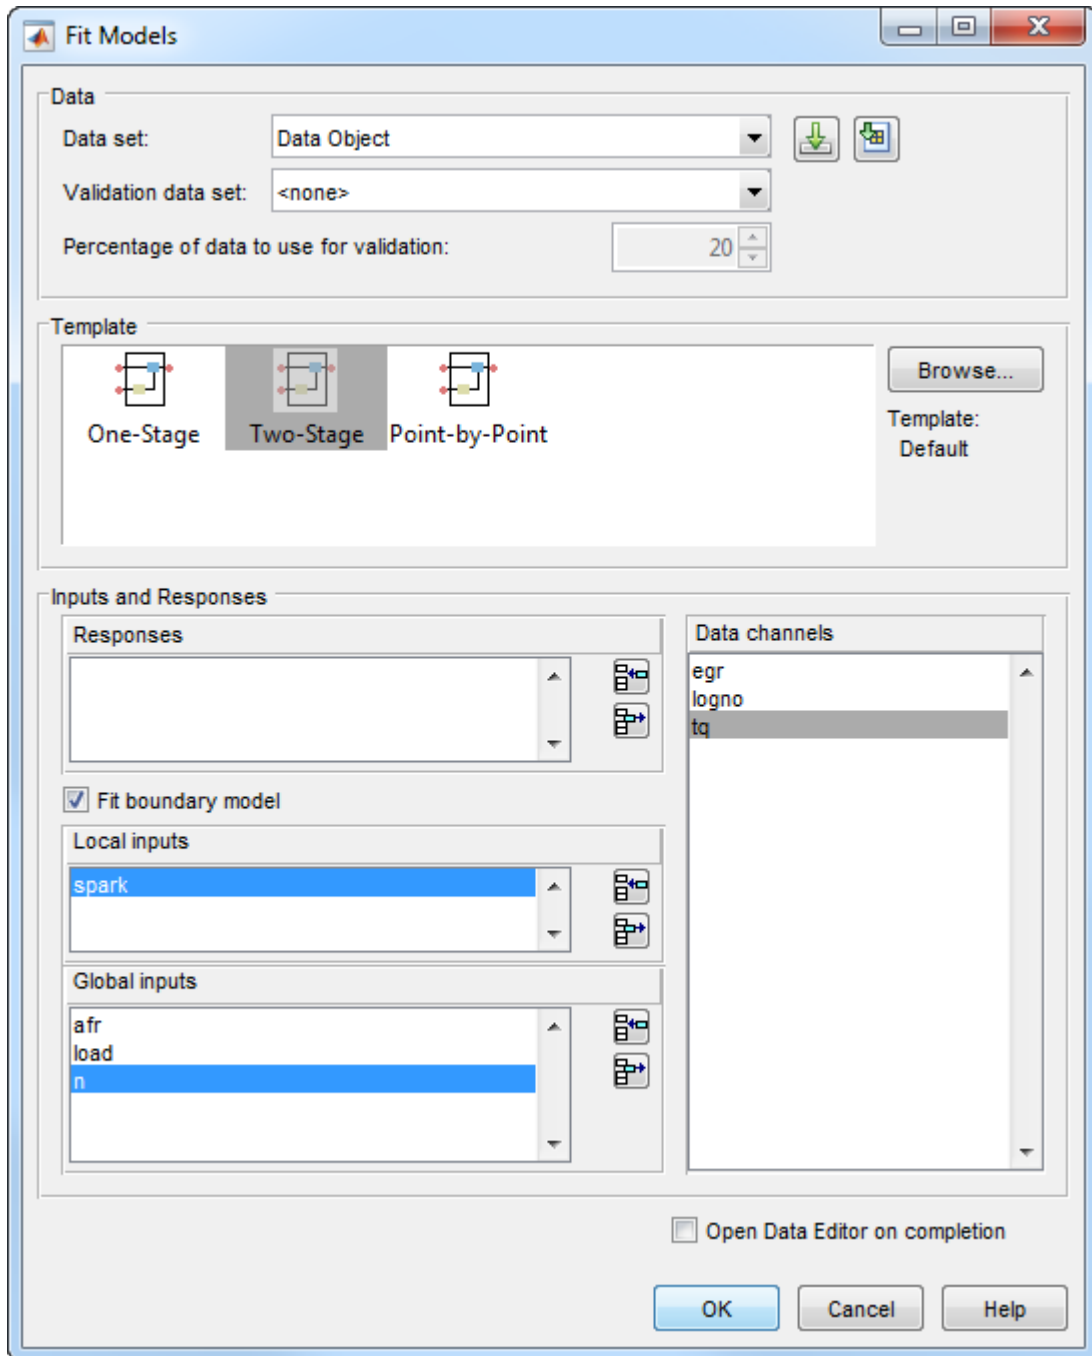 Fit Models
Data
Data set: Data Object
Validation data set: <none>
Percentage of data to use for validation: 20
Template
One-Stage Two-Stage Point-by-Point
Browse...
Template:
Default
Inputs and Responses
Responses
Fit boundary model
Local inputs
spark
Global inputs
afr
load
n
Data channels
egr
logno
tq
Open Data Editor on completion
OK Cancel Help